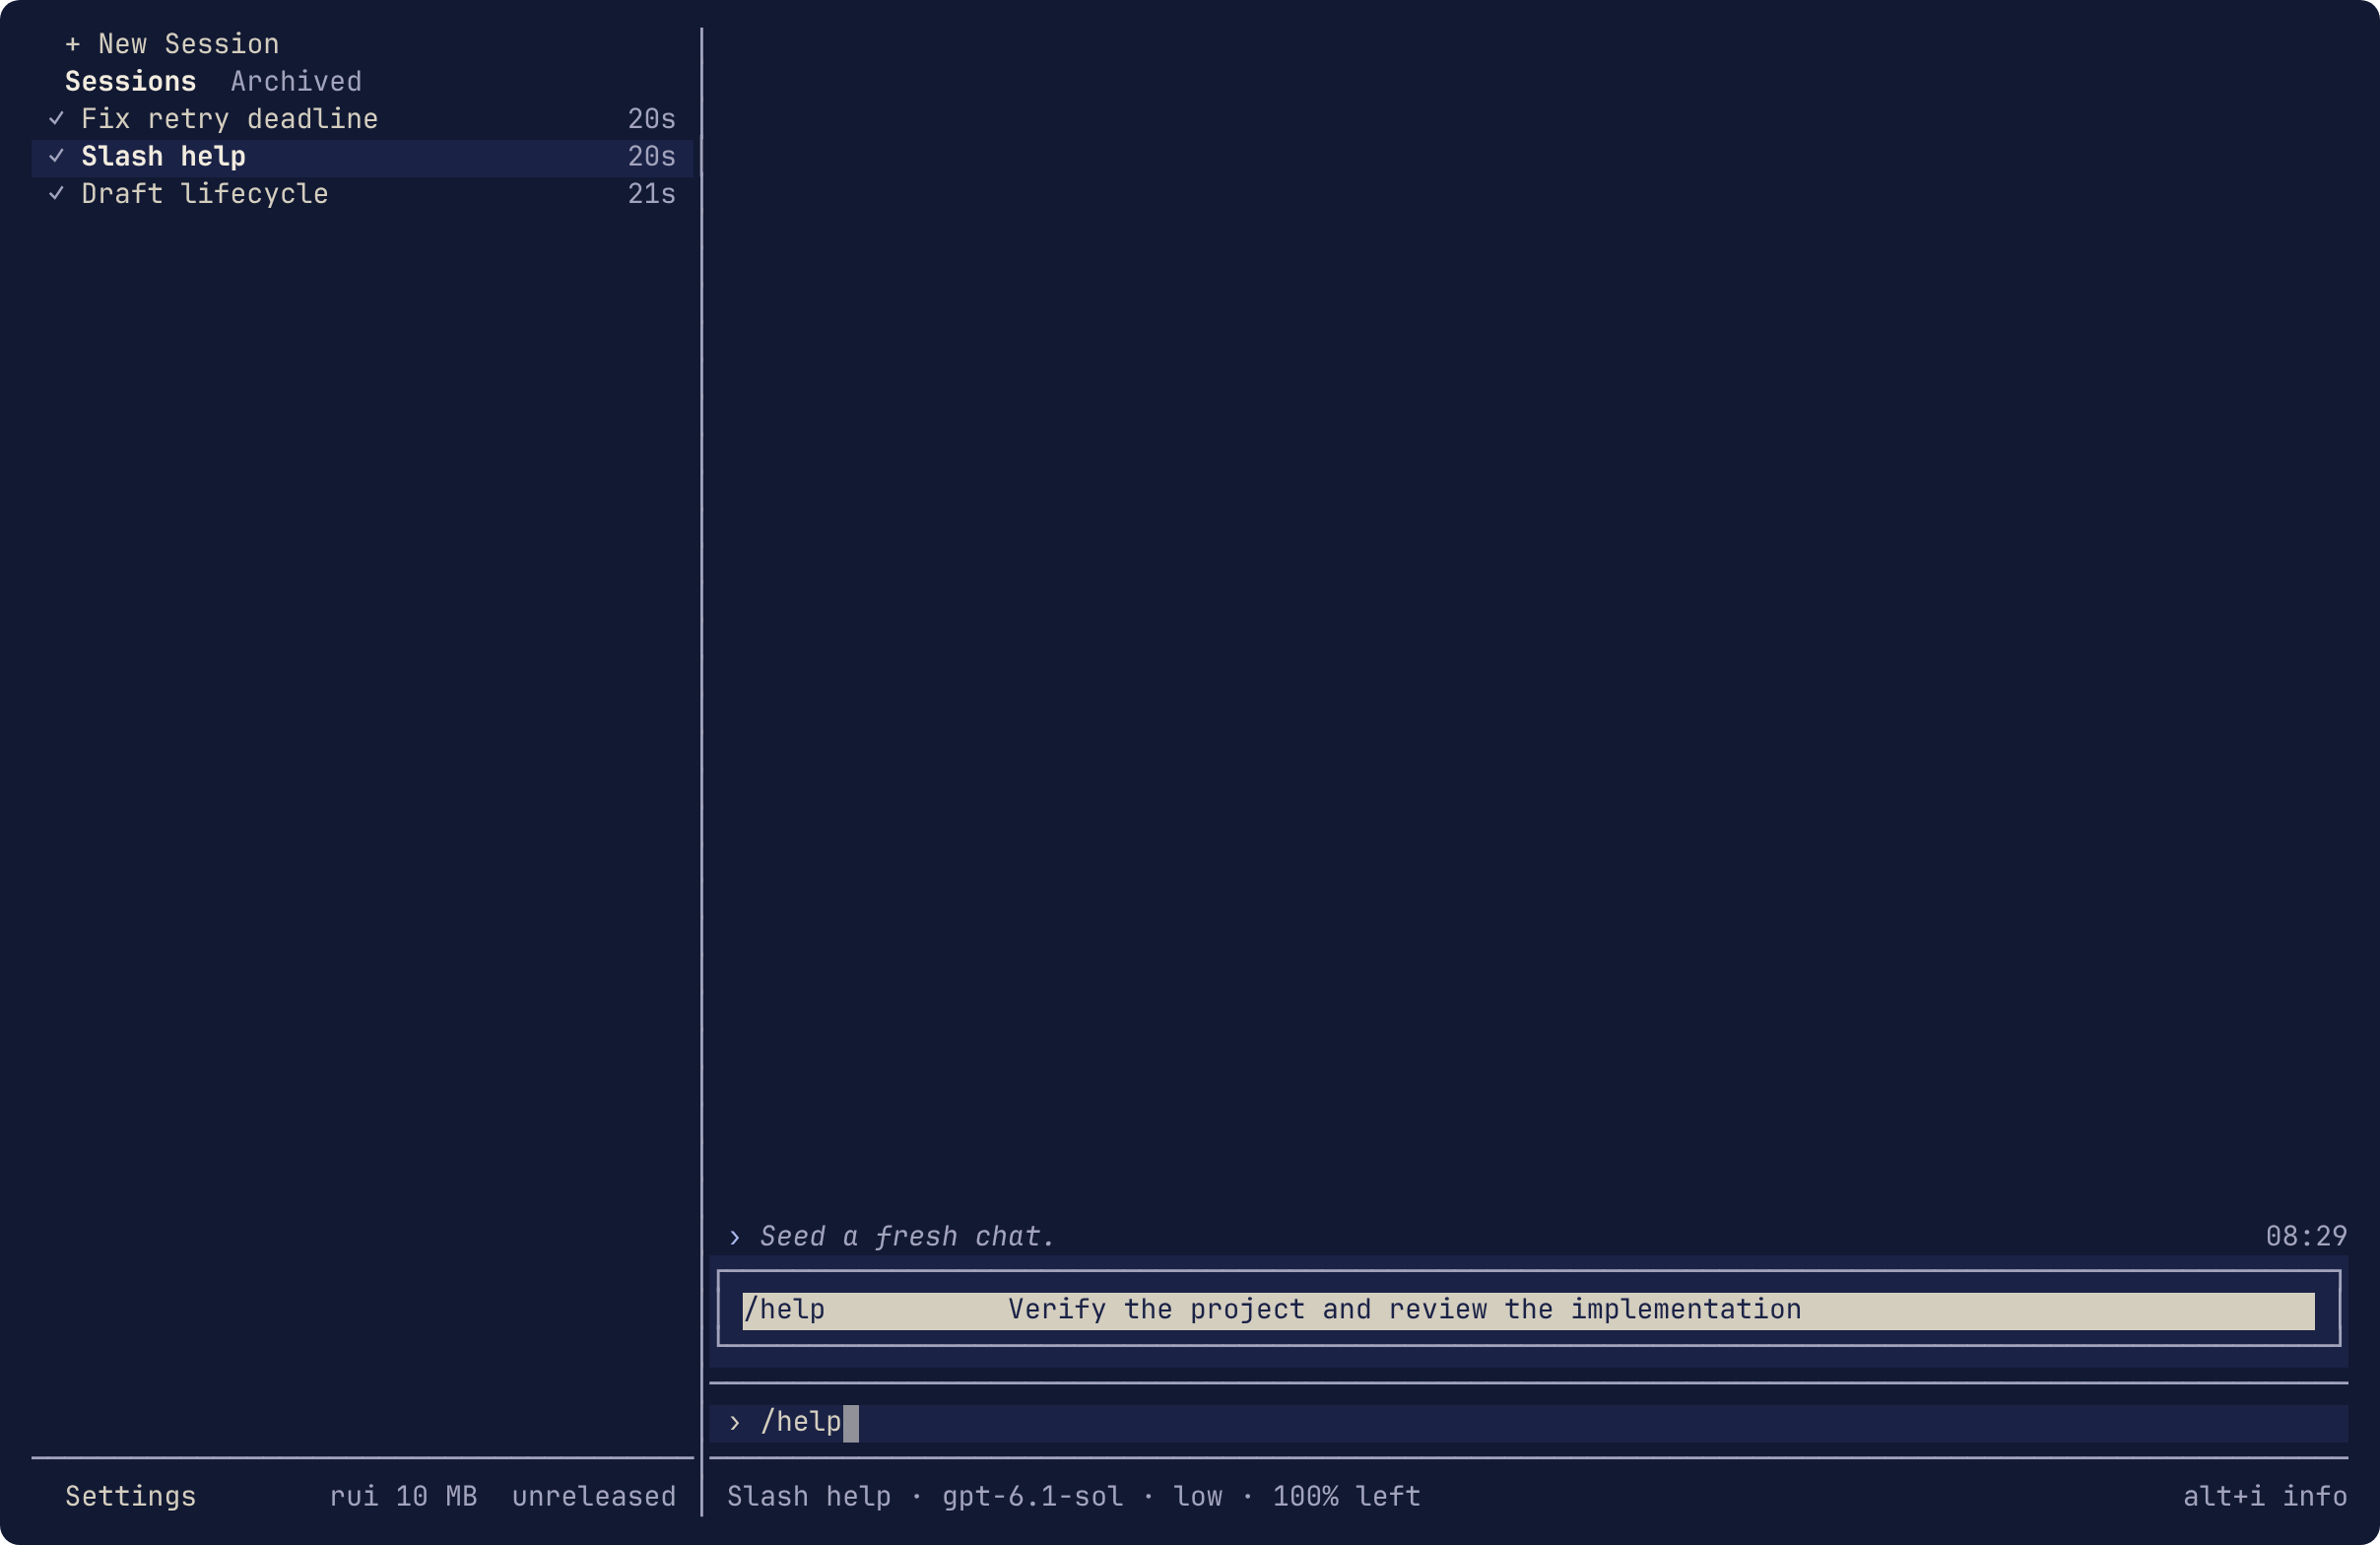 + New Session
Sessions  Archived
✓ Fix retry deadline 20s
✓ Slash help 20s
✓ Draft lifecycle 21s
› Seed a fresh chat. 08:29
/help Verify the project and review the implementation
› /help
Settings rui 10 MB unreleased
Slash help · gpt-6.1-sol · low · 100% left alt+i info